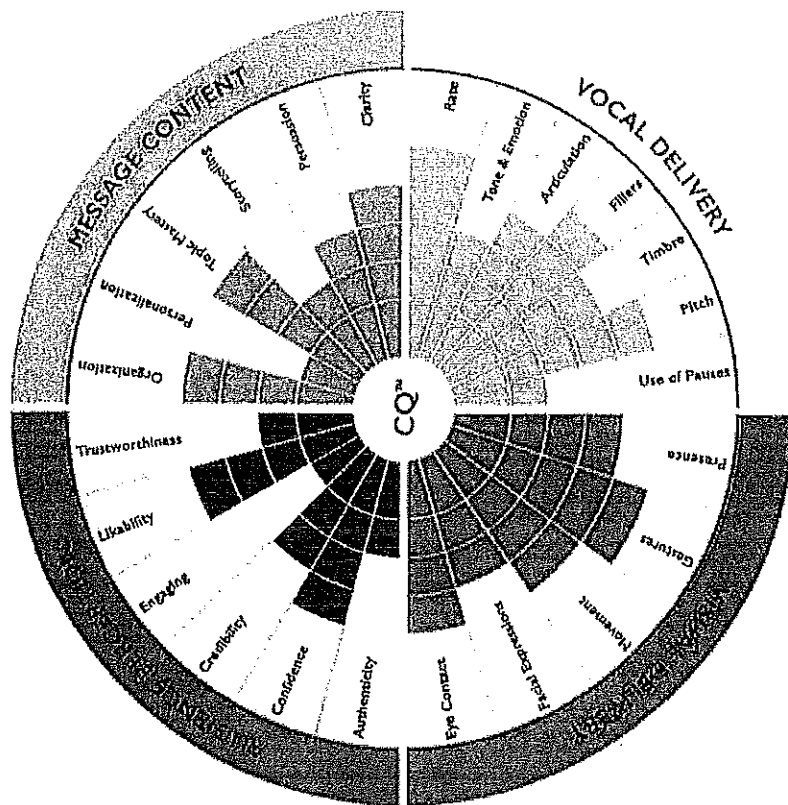 MESSAGE CONTENT
VOCAL DELIVERY
Clarity
Persuasion
Storytelling
Topic Mastery
Personalization
Organization
Rate
Tone & Emotion
Articulation
Fillers
Timbre
Pitch
Use of Pauses
CQ²
Trustworthiness
Likability
Engaging
Credibility
Confidence
Authenticity
Presence
Gestures
Movement
Facial Expressions
Eye Contact